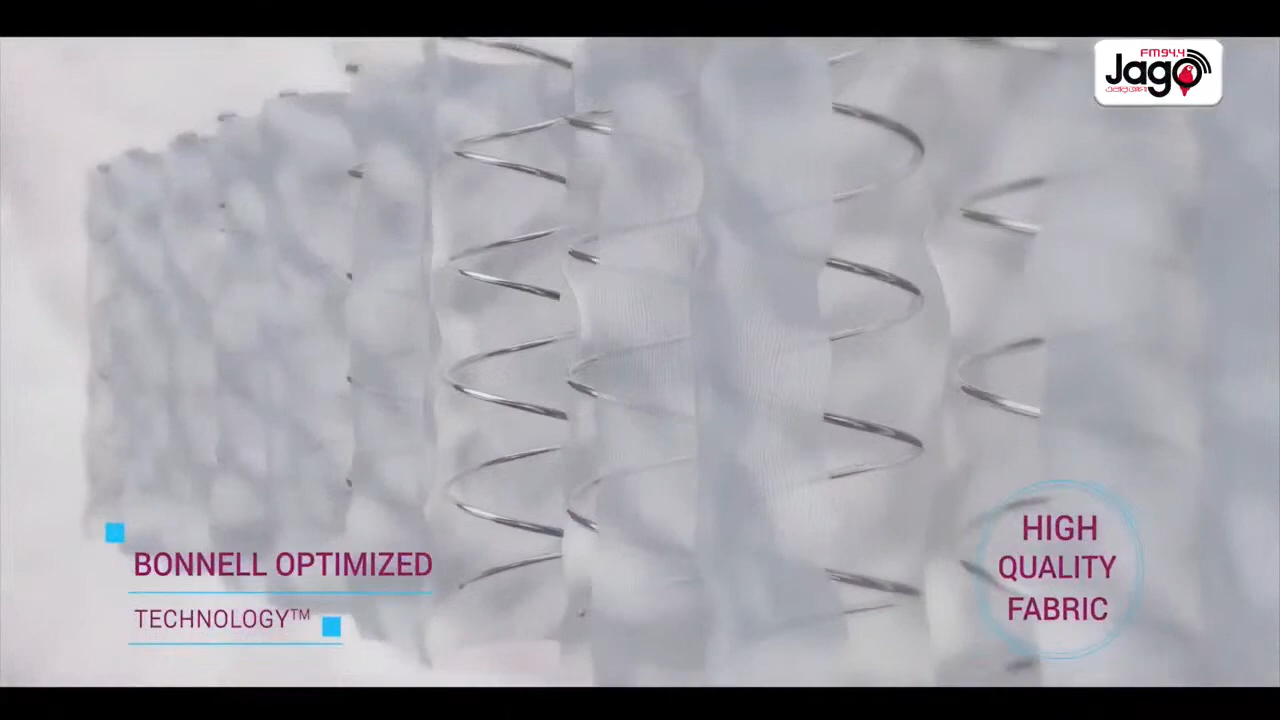 FM94.4
Jago
BONNELL OPTIMIZED
TECHNOLOGY™
HIGH
QUALITY
FABRIC